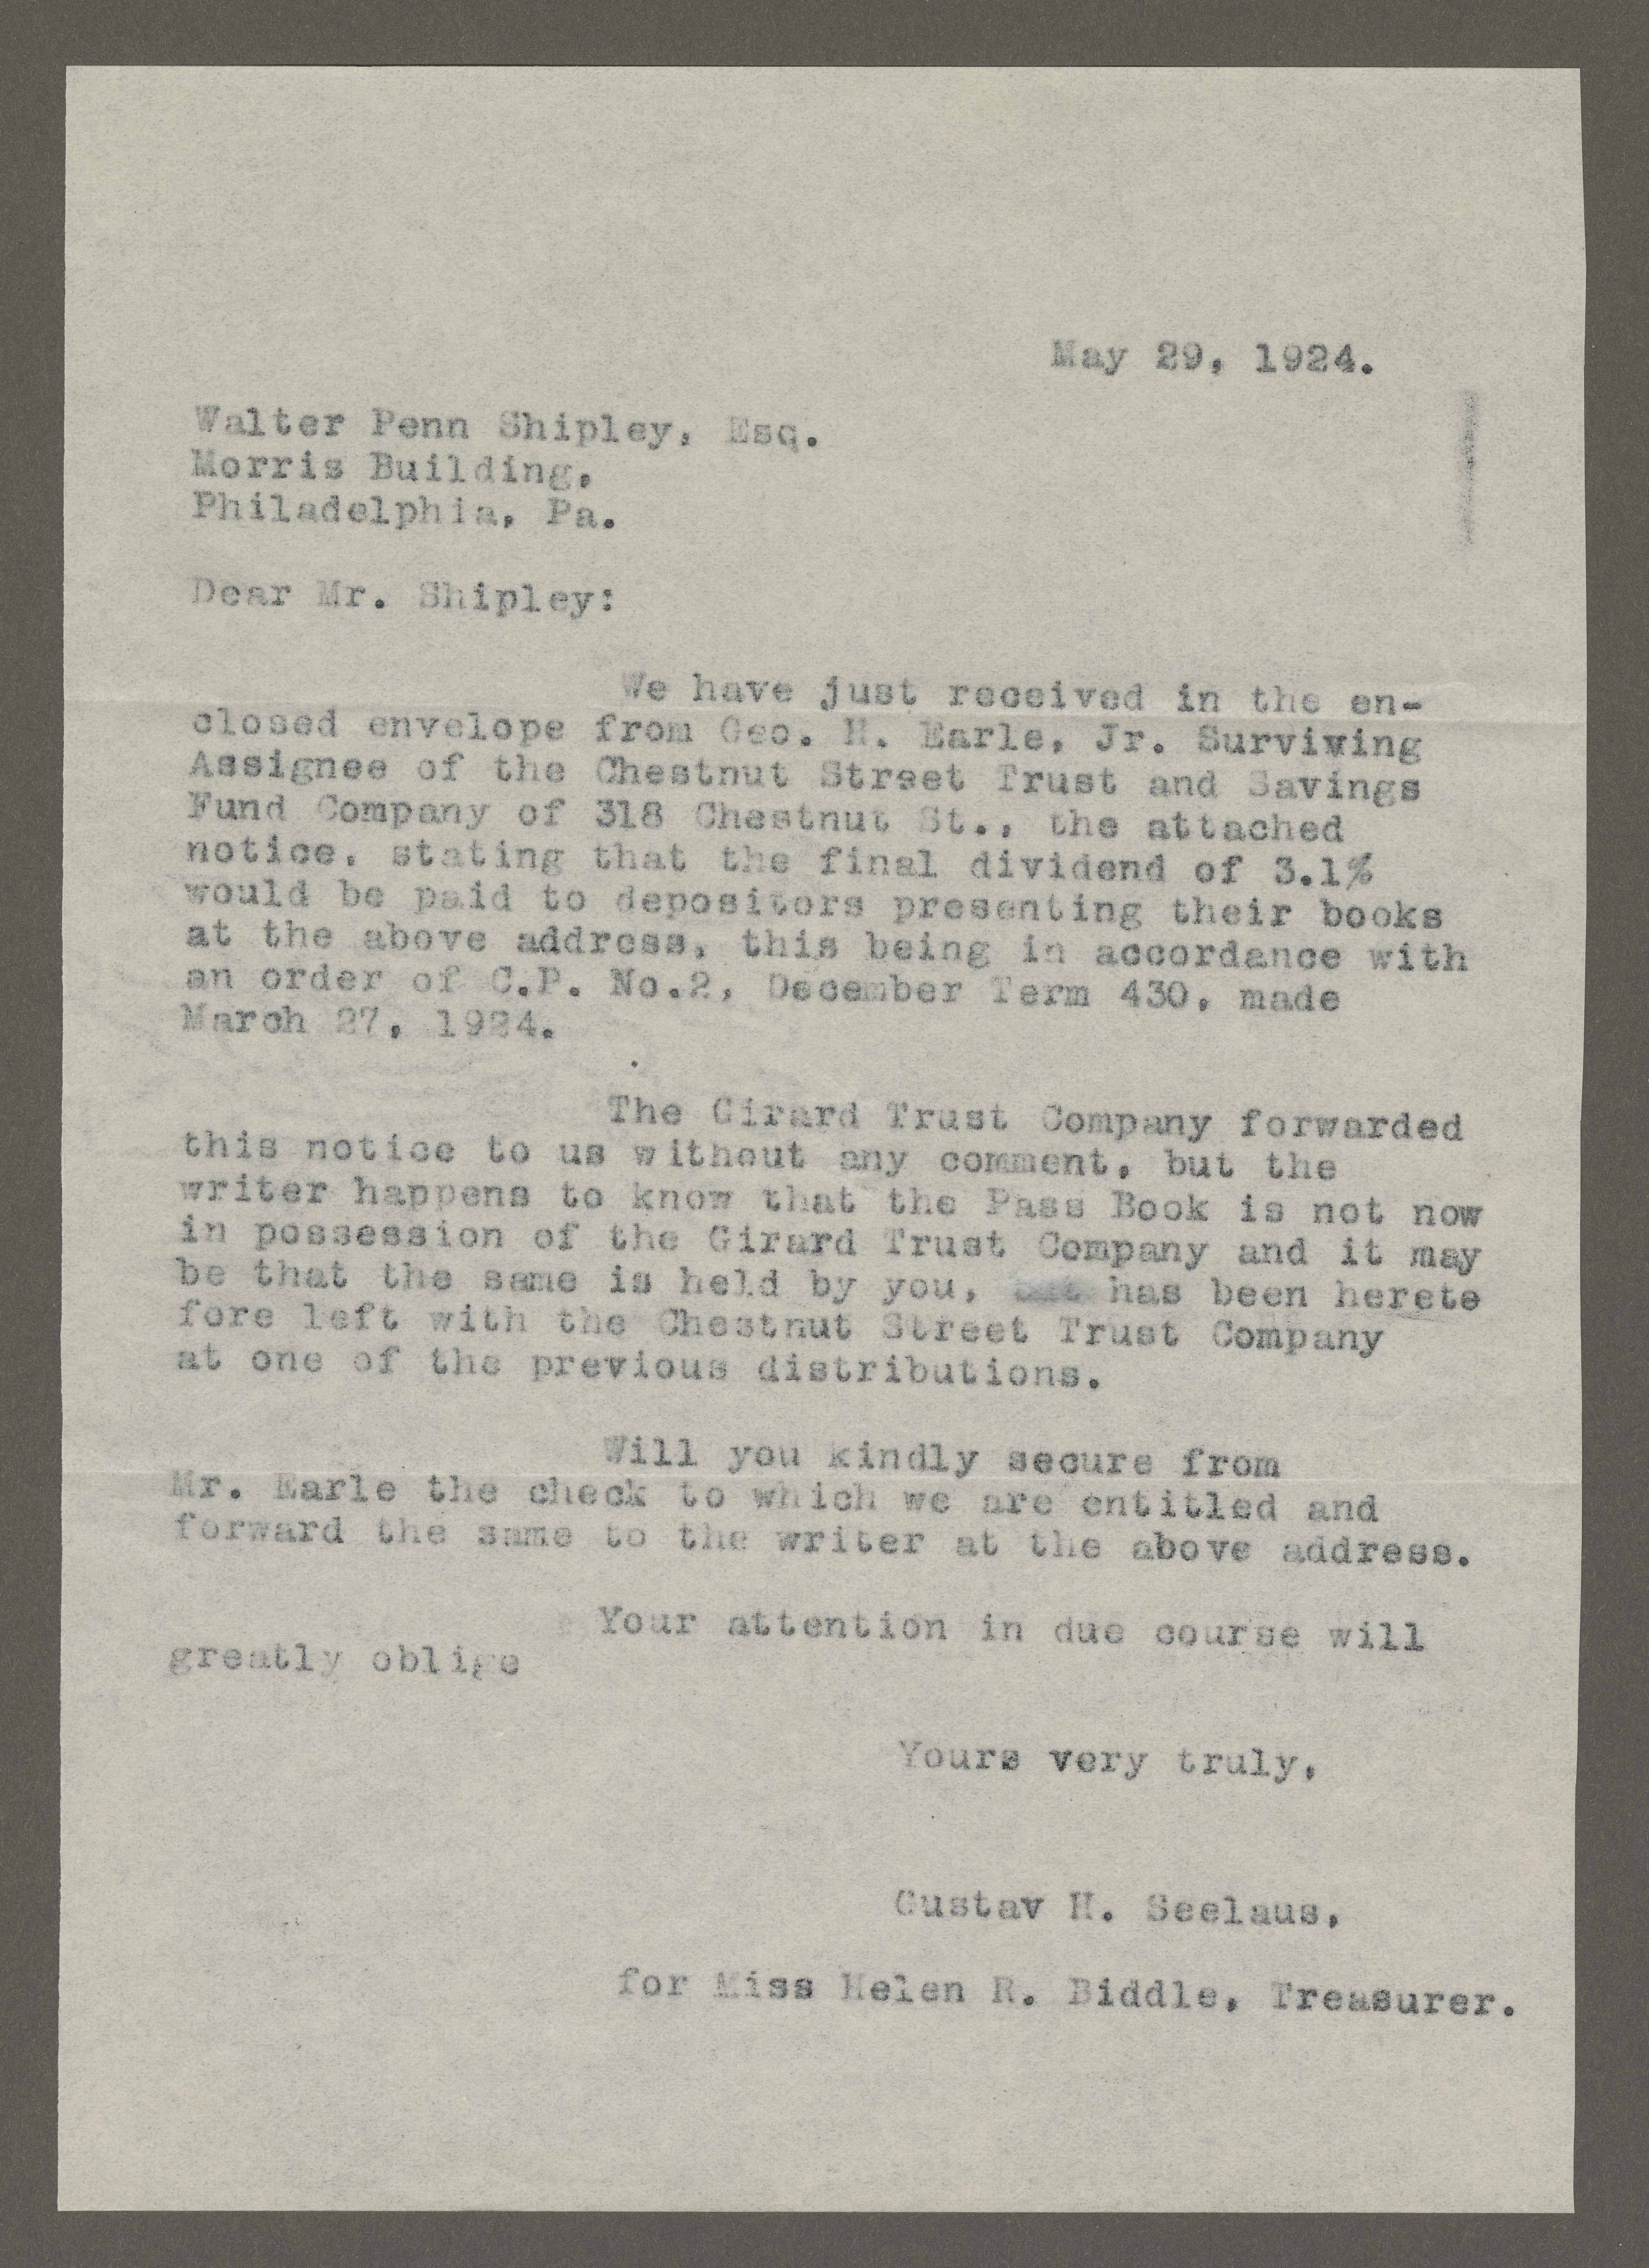 May 29, 1924.
Walter Penn Shipley, Esq.
Morris Building,
Philadelphia, Pa.
Dear Mr. Shipley:
We have just received in the en-
closed envelope from Geo. H. Earle, Jr. Surviving
Assignee of the Chestnut Street Trust and Savings
Fund Company of 318 Chestnut St., the attached
notice, stating that the final dividend of 3.1%
would be paid to depositors presenting their books
at the above address, this being in accordance with
an order of C.P. No.2, December Term 430, made
March 27, 1924.
The Girard Trust Company forwarded
this notice to us without any comment, but the
writer happens to know that the Pass Book is not now
in possession of the Girard Trust Company and it may
be that the same is held by you, has been hereto
fore left with the Chestnut Street Trust Company
at one of the previous distributions.
Will you kindly secure from
Mr. Earle the check to which we are entitled and
forward the same to the writer at the above address.
Your attention in due course will
greatly oblige
Yours very truly,
Gustav H. Seelaus,
for Miss Helen R. Biddle, Treasurer.